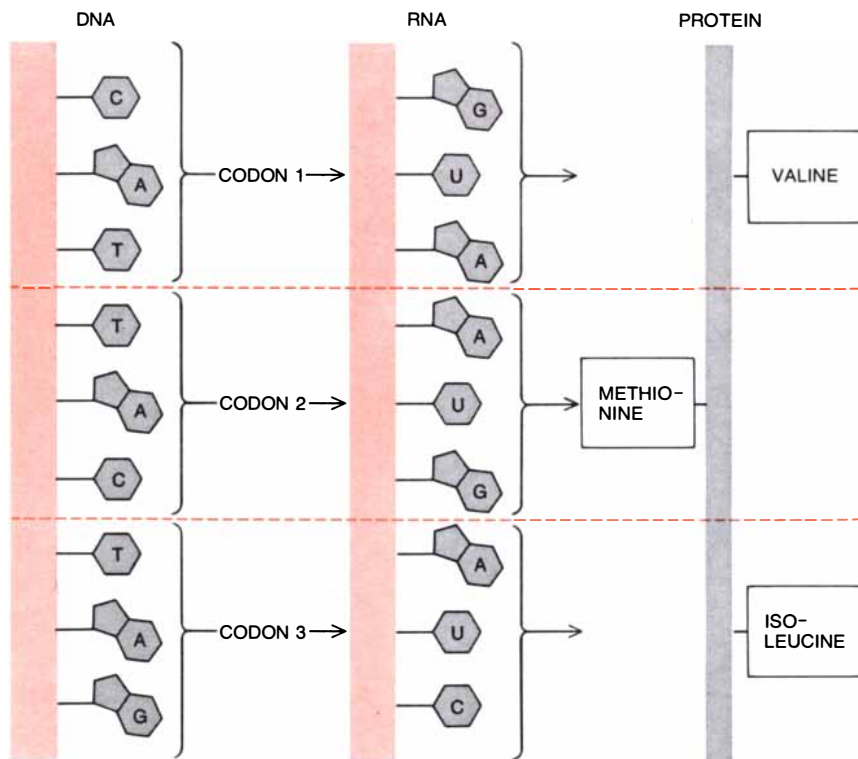 DNA RNA PROTEIN
C
G
A
CODON 1
U
VALINE
T
A
T
A
A
CODON 2
U
METHIO-
NINE
C
G
T
A
A
CODON 3
U
ISO-
LEUCINE
G
C